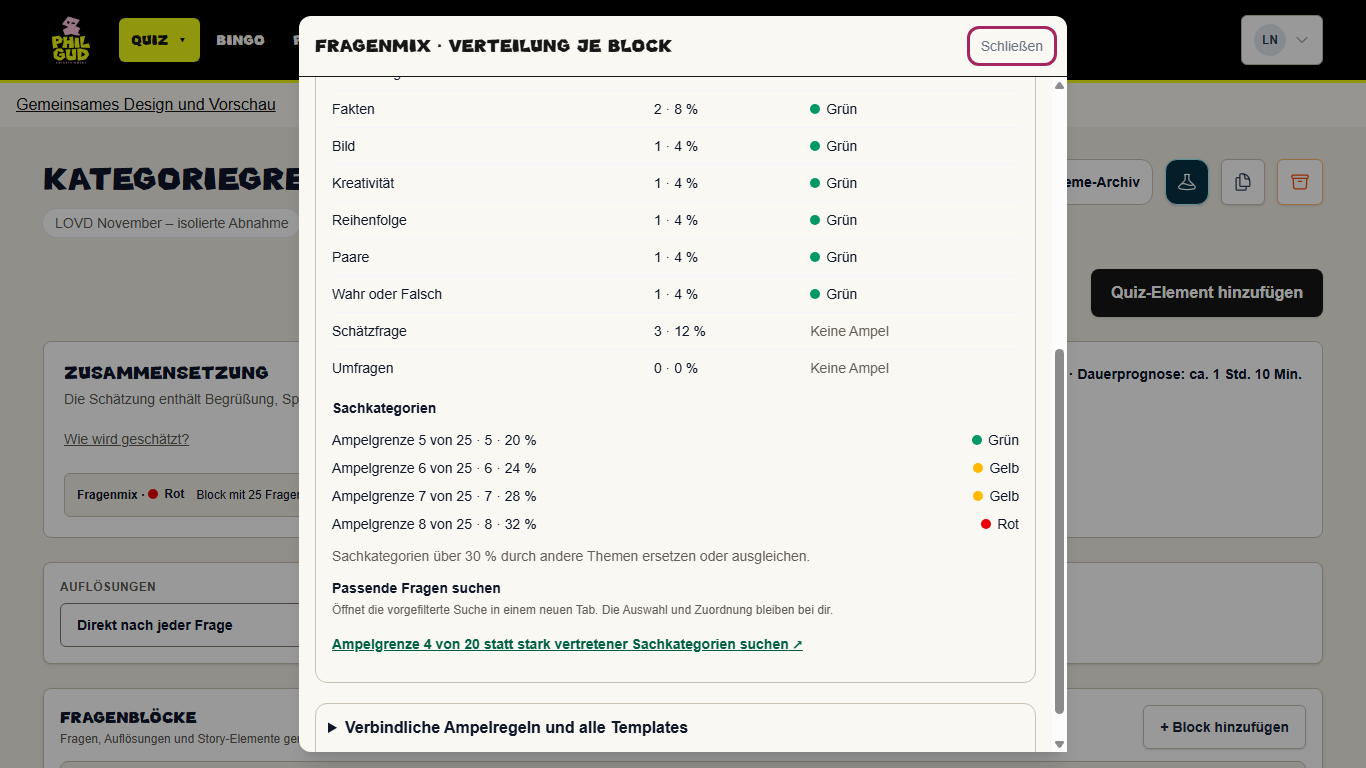 PHIL GUD
QUIZ ▼
BINGO
LN
FRAGENMIX · VERTEILUNG JE BLOCK
Schließen
Gemeinsames Design und Vorschau
KATEGORIEGRE
eme-Archiv
LOVD November – isolierte Abnahme
Quiz-Element hinzufügen
Fakten 2 · 8 % Grün
Bild 1 · 4 % Grün
Kreativität 1 · 4 % Grün
Reihenfolge 1 · 4 % Grün
Paare 1 · 4 % Grün
Wahr oder Falsch 1 · 4 % Grün
Schätzfrage 3 · 12 % Keine Ampel
Umfragen 0 · 0 % Keine Ampel
Sachkategorien
Ampelgrenze 5 von 25 · 5 · 20 % Grün
Ampelgrenze 6 von 25 · 6 · 24 % Gelb
Ampelgrenze 7 von 25 · 7 · 28 % Gelb
Ampelgrenze 8 von 25 · 8 · 32 % Rot
Sachkategorien über 30 % durch andere Themen ersetzen oder ausgleichen.
Passende Fragen suchen
Öffnet die vorgefilterte Suche in einem neuen Tab. Die Auswahl und Zuordnung bleiben bei dir.
Ampelgrenze 4 von 20 statt stark vertretener Sachkategorien suchen ↗
▶ Verbindliche Ampelregeln und alle Templates
ZUSAMMENSETZUNG
· Dauerprognose: ca. 1 Std. 10 Min.
Die Schätzung enthält Begrüßung, Sp
Wie wird geschätzt?
Fragenmix · Rot Block mit 25 Fragen
AUFLÖSUNGEN
Direkt nach jeder Frage
FRAGENBLÖCKE
Fragen, Auflösungen und Story-Elemente ge
+ Block hinzufügen